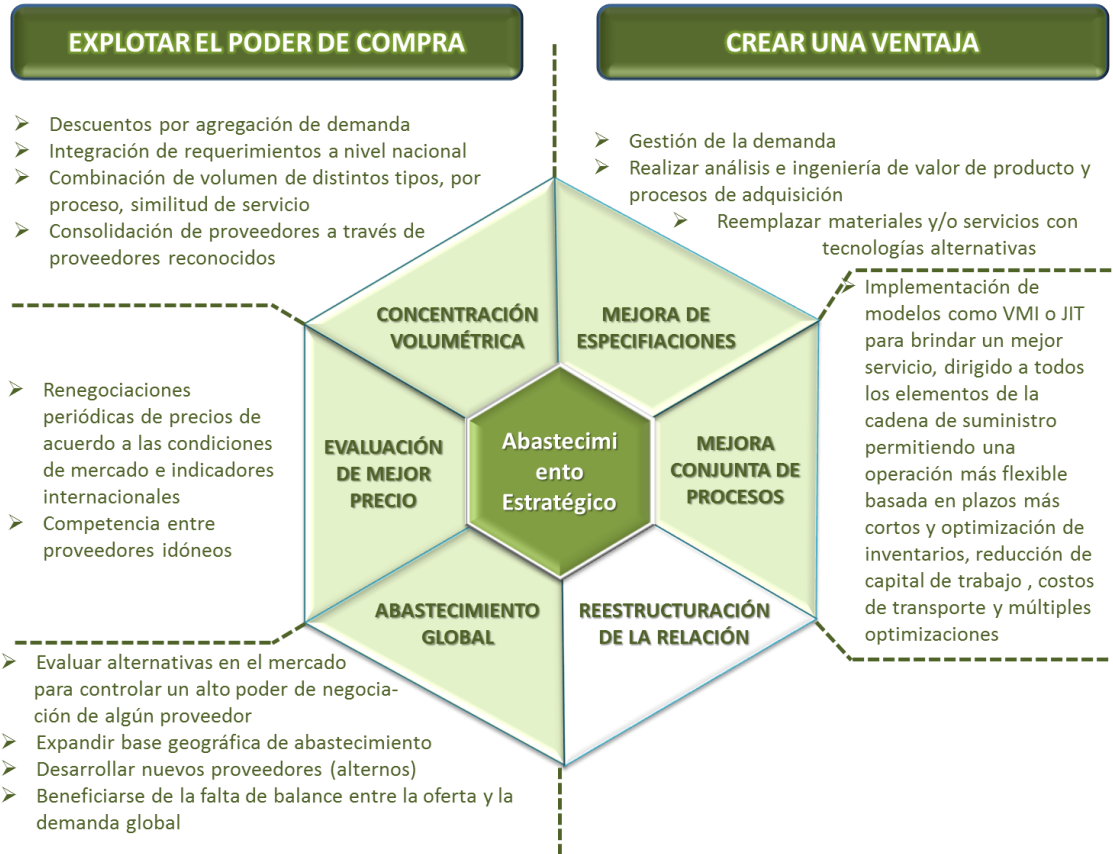 EXPLOTAR EL PODER DE COMPRA
CREAR UNA VENTAJA
➢ Descuentos por agregación de demanda
➢ Integración de requerimientos a nivel nacional
➢ Combinación de volumen de distintos tipos, por
proceso, similitud de servicio
➢ Consolidación de proveedores a través de
proveedores reconocidos
➢ Gestión de la demanda
➢ Realizar análisis e ingeniería de valor de producto y
procesos de adquisición
➢ Reemplazar materiales y/o servicios con
tecnologías alternativas
CONCENTRACIÓN
VOLUMÉTRICA
MEJORA DE
ESPECIFIACIONES
➢ Renegociaciones
periódicas de precios de
acuerdo a las condiciones
de mercado e indicadores
internacionales
➢ Competencia entre
proveedores idóneos
EVALUACIÓN
DE MEJOR
PRECIO
Abastecimi
ento
Estratégico
MEJORA
CONJUNTA DE
PROCESOS
➢ Implementación de
modelos como VMI o JIT
para brindar un mejor
servicio, dirigido a todos
los elementos de la
cadena de suministro
permitiendo una
operación más flexible
basada en plazos más
cortos y optimización de
inventarios, reducción de
capital de trabajo , costos
de transporte y múltiples
optimizaciones
ABASTECIMIENTO
GLOBAL
REESTRUCTURACIÓN
DE LA RELACIÓN
➢ Evaluar alternativas en el mercado
para controlar un alto poder de negocia-
ción de algún proveedor
➢ Expandir base geográfica de abastecimiento
➢ Desarrollar nuevos proveedores (alternos)
➢ Beneficiarse de la falta de balance entre la oferta y la
demanda global